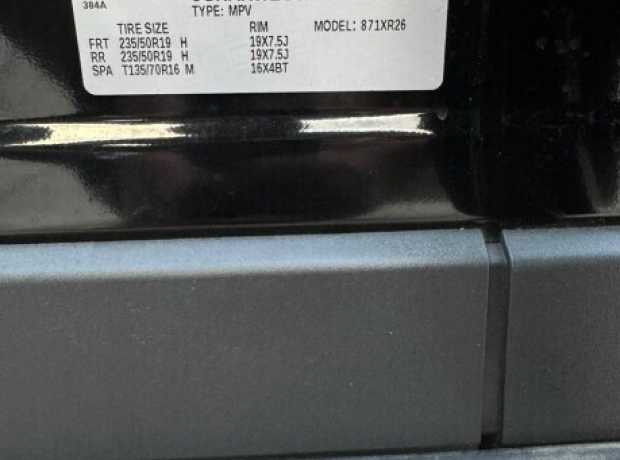 384A
TYPE: MPV
TIRE SIZE RIM MODEL: 871XR26
FRT 235/50R19 H 19X7.5J
RR 235/50R19 H 19X7.5J
SPA T135/70R16 M 16X4BT